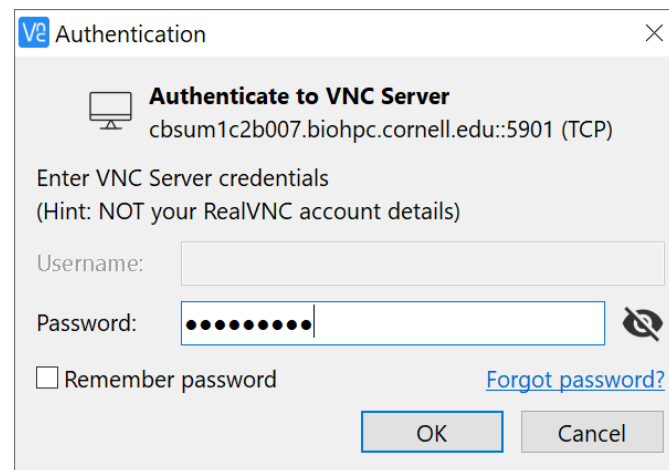 Authentication
Authenticate to VNC Server
cbsum1c2b007.biohpc.cornell.edu::5901 (TCP)
Enter VNC Server credentials
(Hint: NOT your RealVNC account details)
Username:
Password: ●●●●●●●●●
Remember password Forgot password?
OK Cancel